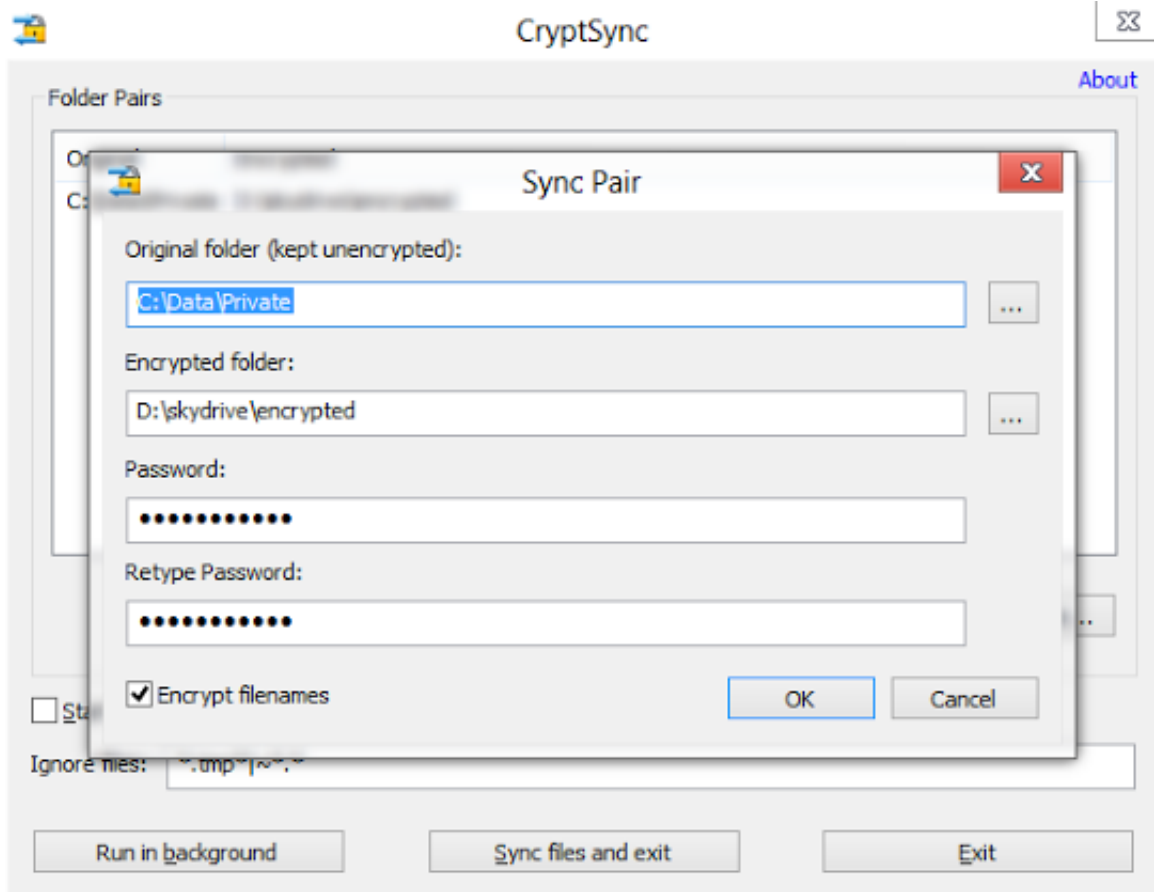 CryptSync
About
Folder Pairs
Sync Pair
Original folder (kept unencrypted):
C:\Data\Private
...
Encrypted folder:
D:\skydrive\encrypted
...
Password:
•••••••••••
Retype Password:
•••••••••••
Encrypt filenames
OK
Cancel
Ignore files:
*.tmp*|~*.*
Run in background
Sync files and exit
Exit